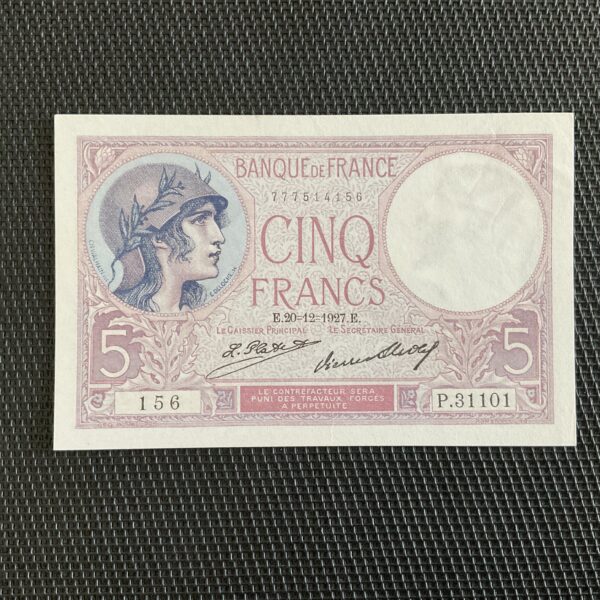 BANQUE DE FRANCE
777514156
CINQ
FRANCS
E.20-12-1927.E.
LE CAISSIER PRINCIPAL LE SECRÉTAIRE GÉNÉRAL
5 5
156 P.31101
LE CONTREFACTEUR SERA
PUNI DES TRAVAUX FORCÉS
A PERPÉTUITÉ